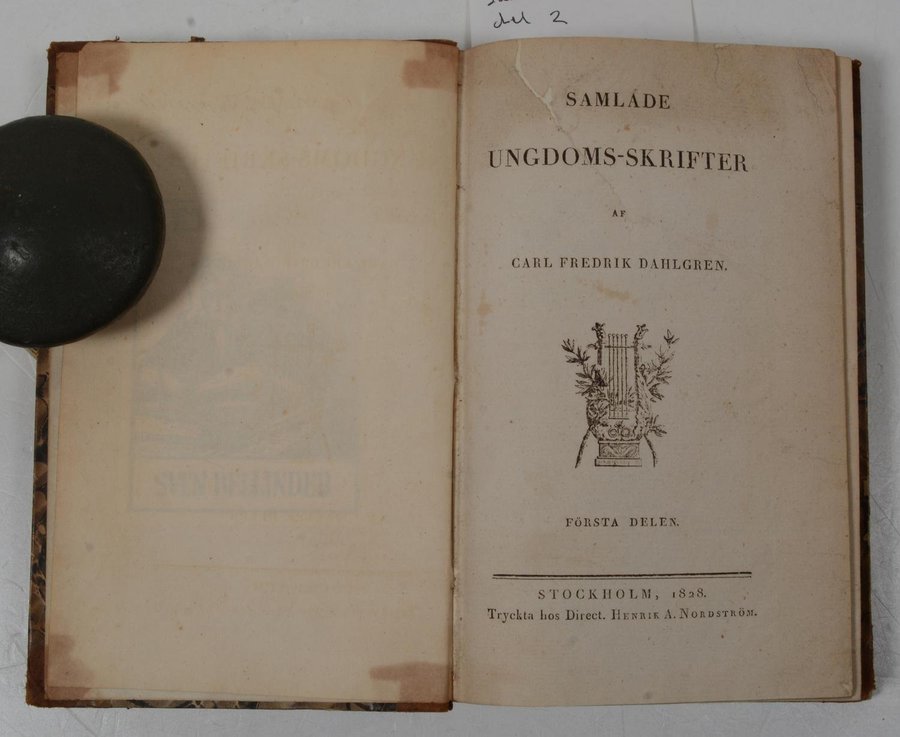 del 2
SAMLADE
UNGDOMS-SKRIFTER
AF
CARL FREDRIK DAHLGREN.
FÖRSTA DELEN.
STOCKHOLM, 1828.
Tryckta hos Direct. HENRIK A. NORDSTRÖM.